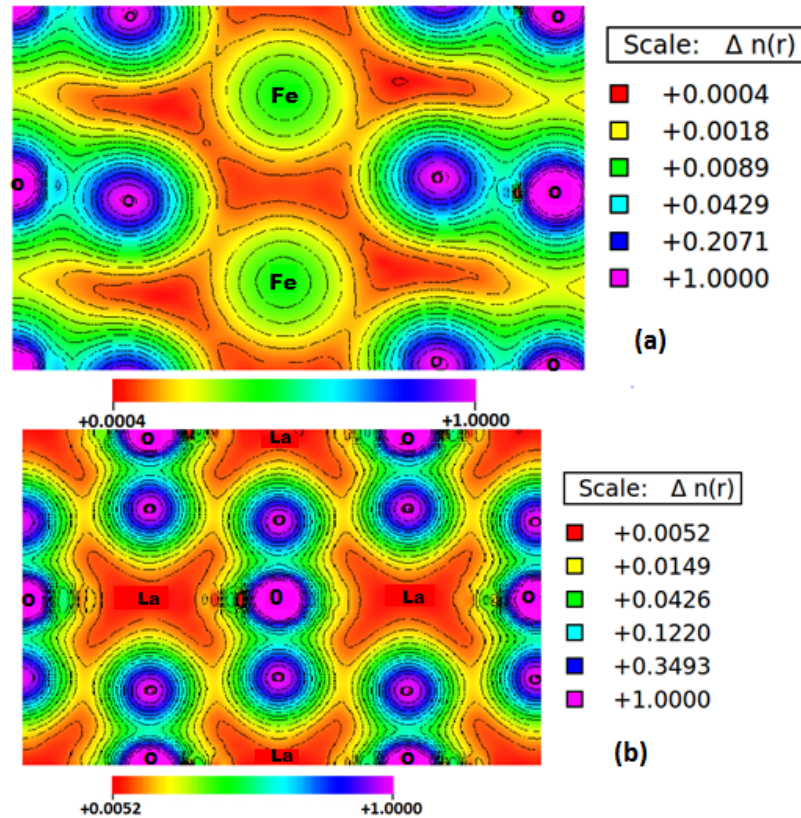 O O O
Scale: Δ n(r)
+0.0004
+0.0018
+0.0089
+0.0429
+0.2071
+1.0000
Fe
O O O O
Fe
O O O
(a)
+0.0004 +1.0000
O La O
Scale: Δ n(r)
+0.0052
+0.0149
+0.0426
+0.1220
+0.3493
+1.0000
O O O O O
O La O La O
O O O O O
O La O
(b)
+0.0052 +1.0000